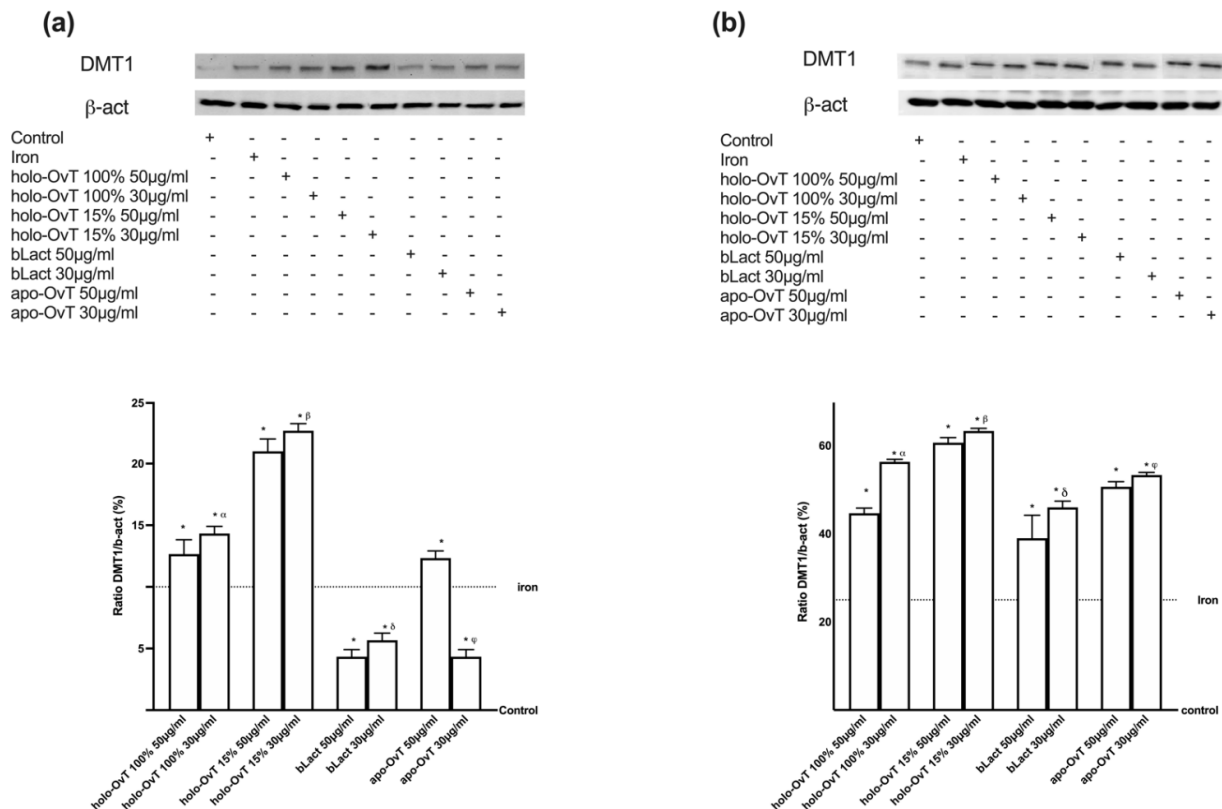 (a)
DMT1
β-act
Control + - - - - - - - - -
Iron - + - - - - - - - -
holo-OvT 100% 50µg/ml - - + - - - - - - -
holo-OvT 100% 30µg/ml - - - + - - - - - -
holo-OvT 15% 50µg/ml - - - - + - - - - -
holo-OvT 15% 30µg/ml - - - - - + - - - -
bLact 50µg/ml - - - - - - + - - -
bLact 30µg/ml - - - - - - - + - -
apo-OvT 50µg/ml - - - - - - - - + -
apo-OvT 30µg/ml - - - - - - - - - +
Ratio DMT1/b-act (%)
25
20
15
5
*
* α
*
* β
*
* δ
*
* φ
iron
Control
holo-OvT 100% 50µg/ml
holo-OvT 100% 30µg/ml
holo-OvT 15% 50µg/ml
holo-OvT 15% 30µg/ml
bLact 50µg/ml
bLact 30µg/ml
apo-OvT 50µg/ml
apo-OvT 30µg/ml
(b)
DMT1
β-act
Control + - - - - - - - - -
Iron - + - - - - - - - -
holo-OvT 100% 50µg/ml - - + - - - - - - -
holo-OvT 100% 30µg/ml - - - + - - - - - -
holo-OvT 15% 50µg/ml - - - - + - - - - -
holo-OvT 15% 30µg/ml - - - - - + - - - -
bLact 50µg/ml - - - - - - + - - -
bLact 30µg/ml - - - - - - - + - -
apo-OvT 50µg/ml - - - - - - - - + -
apo-OvT 30µg/ml - - - - - - - - - +
Ratio DMT1/b-act (%)
60
40
20
*
* α
*
* β
*
* δ
*
* φ
Iron
control
holo-OvT 100% 50µg/ml
holo-OvT 100% 30µg/ml
holo-OvT 15% 50µg/ml
holo-OvT 15% 30µg/ml
bLact 50µg/ml
bLact 30µg/ml
apo-OvT 50µg/ml
apo-OvT 30µg/ml